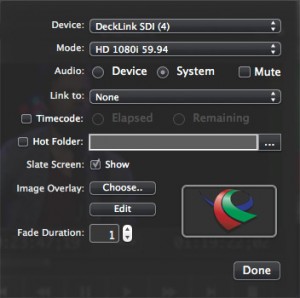 Device: DeckLink SDI (4)
Mode: HD 1080i 59.94
Audio: Device System Mute
Link to: None
Timecode: Elapsed Remaining
Hot Folder: ...
Slate Screen: Show
Image Overlay: Choose..
Edit
Fade Duration: 1
Done